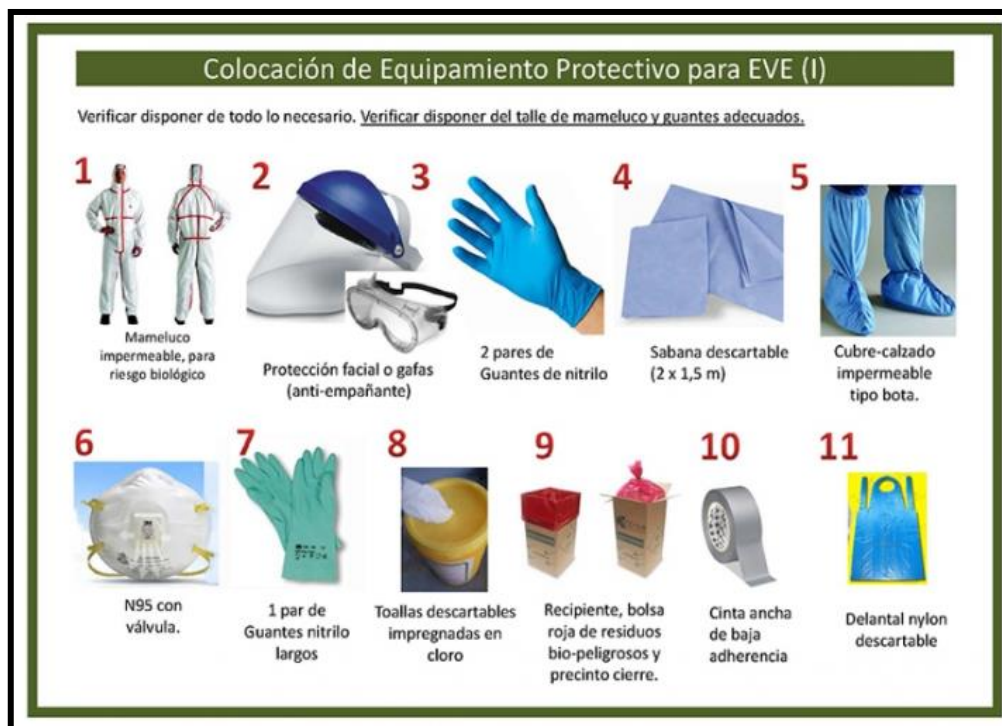 Colocación de Equipamiento Protectivo para EVE (I)
Verificar disponer de todo lo necesario. Verificar disponer del talle de mameluco y guantes adecuados.
1
Mameluco
impermeable, para
riesgo biológico
2
Protección facial o gafas
(anti-empañante)
3
2 pares de
Guantes de nitrilo
4
Sabana descartable
(2 x 1,5 m)
5
Cubre-calzado
impermeable
tipo bota.
6
N95 con
válvula.
7
1 par de
Guantes nitrilo
largos
8
Toallas descartables
impregnadas en
cloro
9
Recipiente, bolsa
roja de residuos
bio-peligrosos y
precinto cierre.
10
Cinta ancha
de baja
adherencia
11
Delantal nylon
descartable